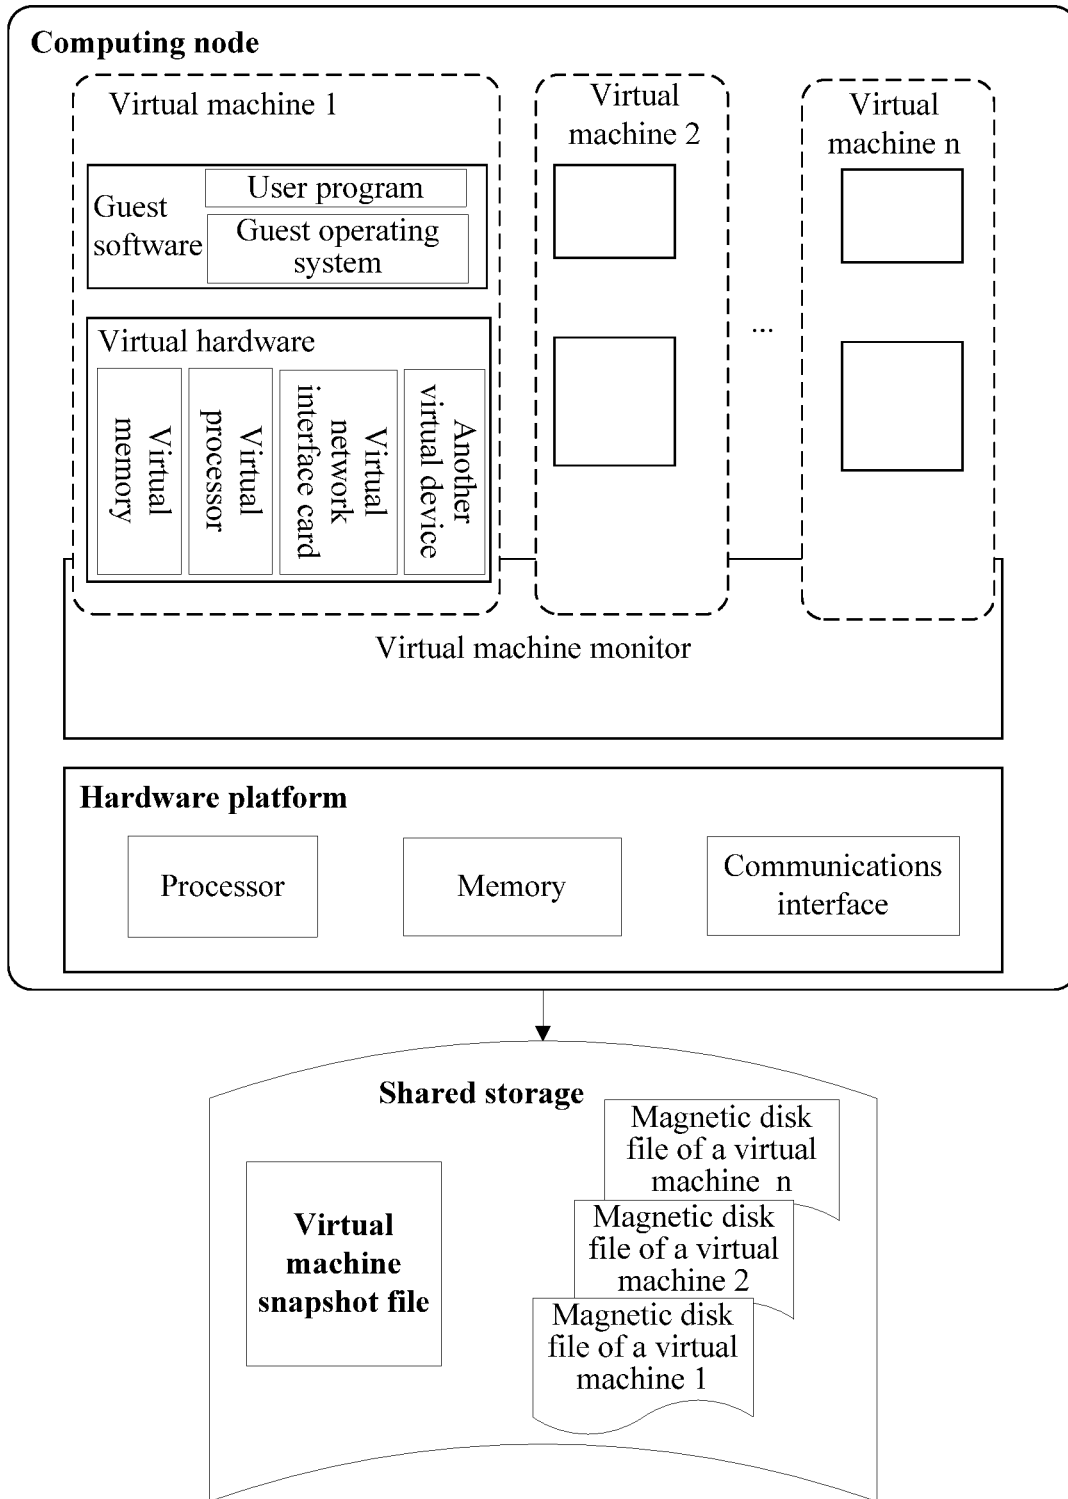 Computing node
Virtual machine 1
Virtual
machine 2
Virtual
machine n
Guest
software
User program
Guest operating
system
...
Virtual hardware
Virtual
memory
Virtual
processor
Virtual
network
interface card
Another
virtual device
Virtual machine monitor
Hardware platform
Processor
Memory
Communications
interface
Shared storage
Virtual
machine
snapshot file
Magnetic disk
file of a virtual
machine n
Magnetic disk
file of a virtual
machine 2
Magnetic disk
file of a virtual
machine 1